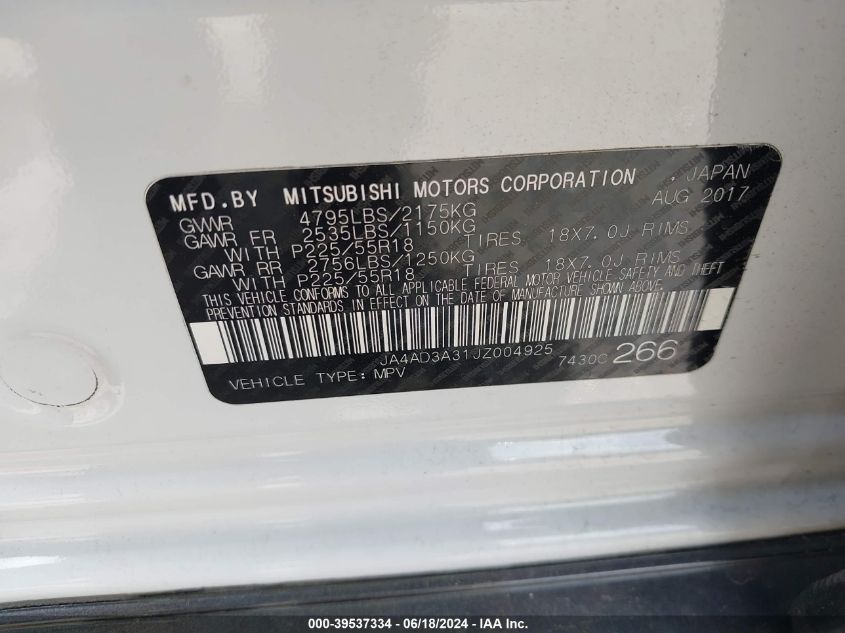 MFD.BY MITSUBISHI MOTORS CORPORATION , JAPAN
GVWR 4795LBS/2175KG AUG 2017
GAWR FR 2535LBS/1150KG
WITH P225/55R18 TIRES 18X7.0J RIMS
GAWR RR 2756LBS/1250KG
WITH P225/55R18 TIRES 18X7.0J RIMS
THIS VEHICLE CONFORMS TO ALL APPLICABLE FEDERAL MOTOR VEHICLE SAFETY AND THEFT
PREVENTION STANDARDS IN EFFECT ON THE DATE OF MANUFACTURE SHOWN ABOVE.
JA4AD3A31JZ004925 7430C 266
VEHICLE TYPE: MPV
000-39537334 - 06/18/2024 - IAA Inc.